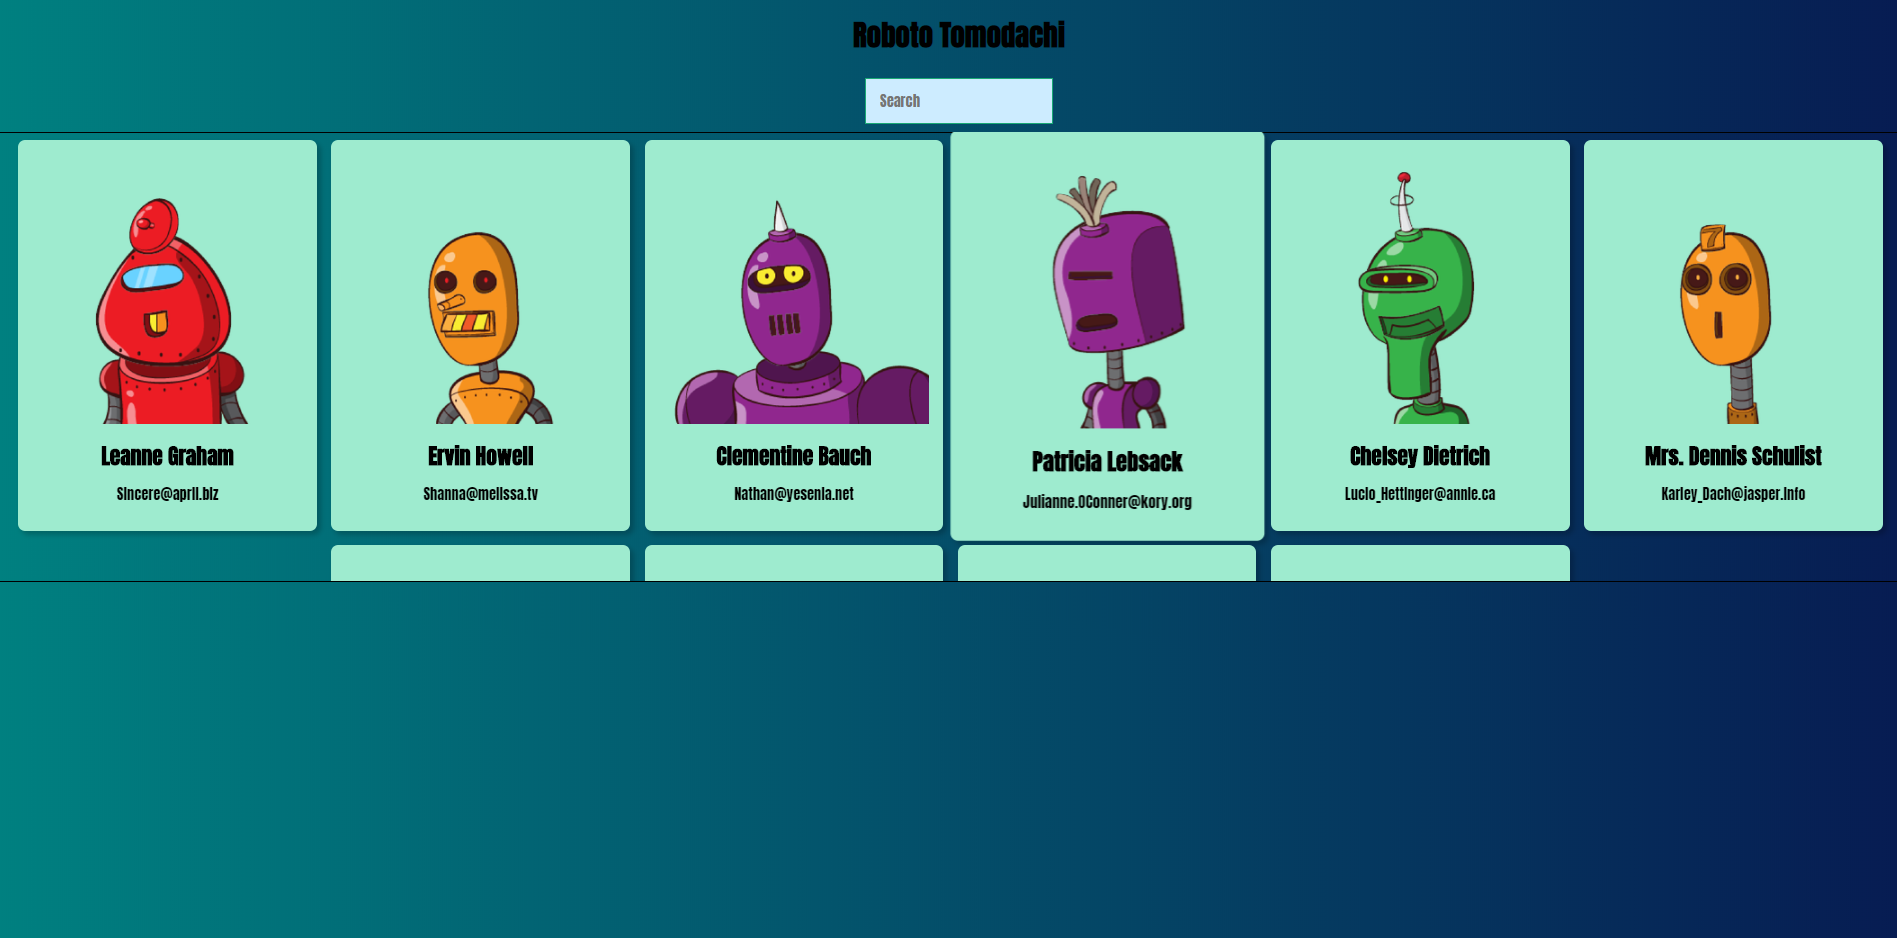 Roboto Tomodachi
Search
Leanne Graham
Sincere@april.biz
Ervin Howell
Shanna@melissa.tv
Clementine Bauch
Nathan@yesenia.net
Patricia Lebsack
Julianne.OConner@kory.org
Chelsey Dietrich
Lucio_Hettinger@annie.ca
7
Mrs. Dennis Schulist
Karley_Dach@jasper.info